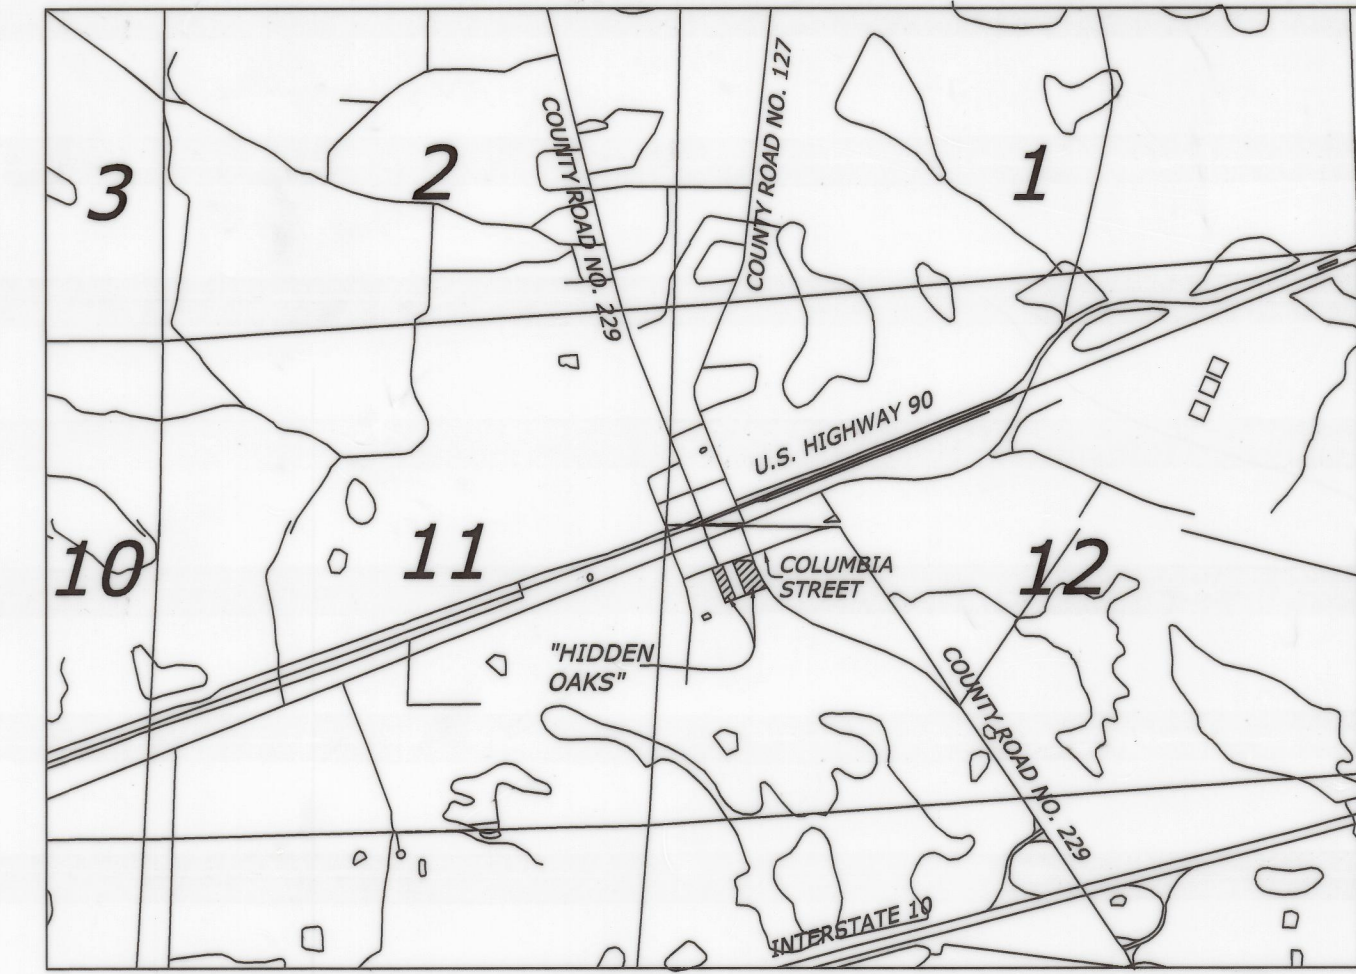 COUNTY ROAD NO. 127
COUNTY ROAD NO. 229
3
2
1
U.S. HIGHWAY 90
10
11
12
COLUMBIA
STREET
"HIDDEN
OAKS"
COUNTY ROAD NO. 229
INTERSTATE 10